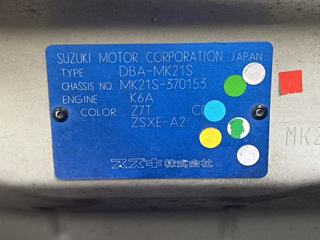 SUZUKI MOTOR CORPORATION JAPAN
TYPE DBA-MK21S
CHASSIS NO. MK21S-370153
ENGINE K6A
COLOR Z7T CO
ZSXE-A2
スズキ株式会社
MK2